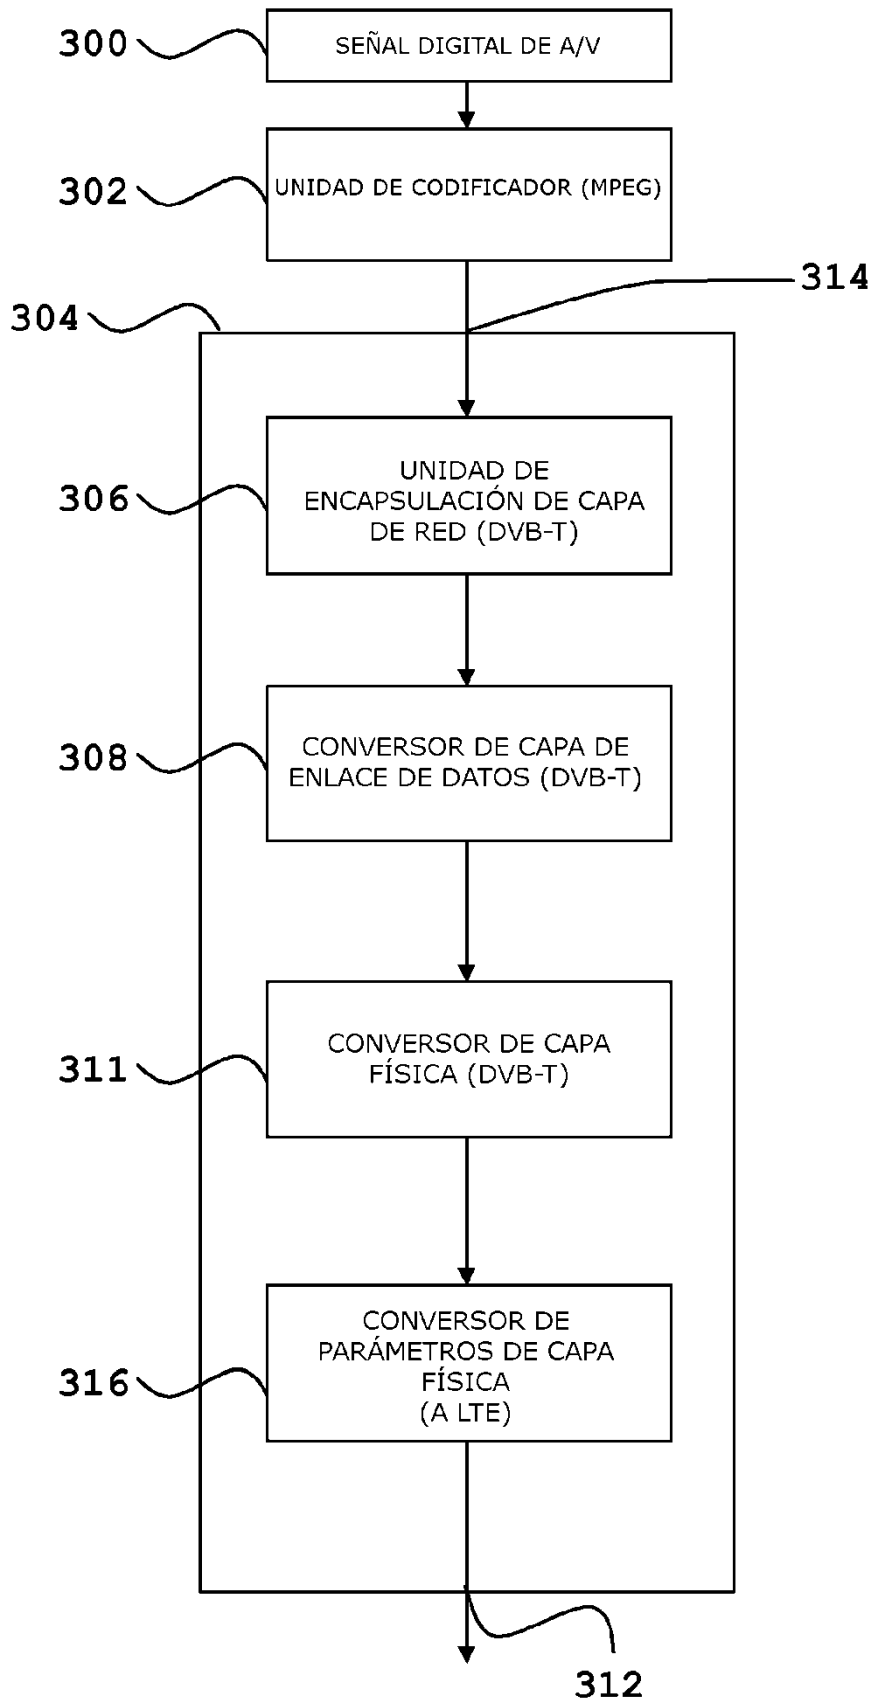 300
SEÑAL DIGITAL DE A/V
302
UNIDAD DE CODIFICADOR (MPEG)
314
304
306
UNIDAD DE
ENCAPSULACIÓN DE CAPA
DE RED (DVB-T)
308
CONVERSOR DE CAPA DE
ENLACE DE DATOS (DVB-T)
311
CONVERSOR DE CAPA
FÍSICA (DVB-T)
316
CONVERSOR DE
PARÁMETROS DE CAPA
FÍSICA
(A LTE)
312